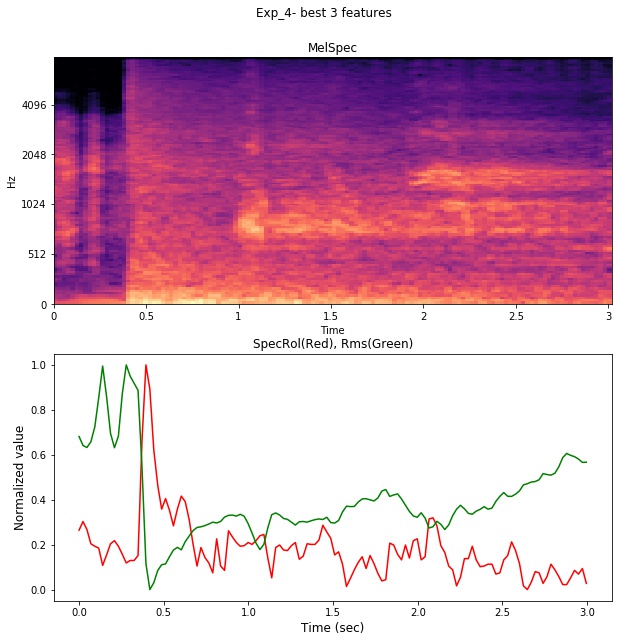 Exp_4- best 3 features
MelSpec
4096
2048
1024
512
0
Hz
0 0.5 1 1.5 2 2.5 3
Time
SpecRol(Red), Rms(Green)
1.0
0.8
0.6
0.4
0.2
0.0
Normalized value
0.0 0.5 1.0 1.5 2.0 2.5 3.0
Time (sec)